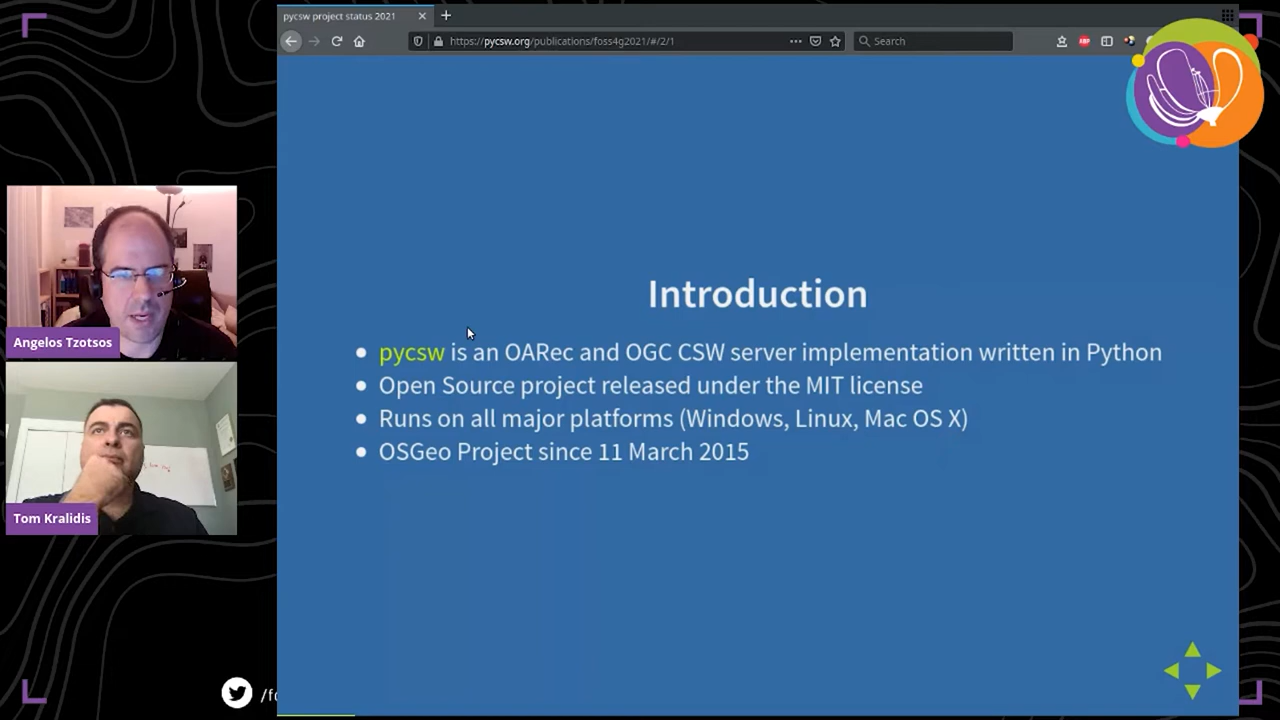 pycsw project status 2021
https://pycsw.org/publications/foss4g2021/#/2/1
Search
ABP
Introduction
pycsw is an OARec and OGC CSW server implementation written in Python
Open Source project released under the MIT license
Runs on all major platforms (Windows, Linux, Mac OS X)
OSGeo Project since 11 March 2015
Angelos Tzotsos
Tom Kralidis